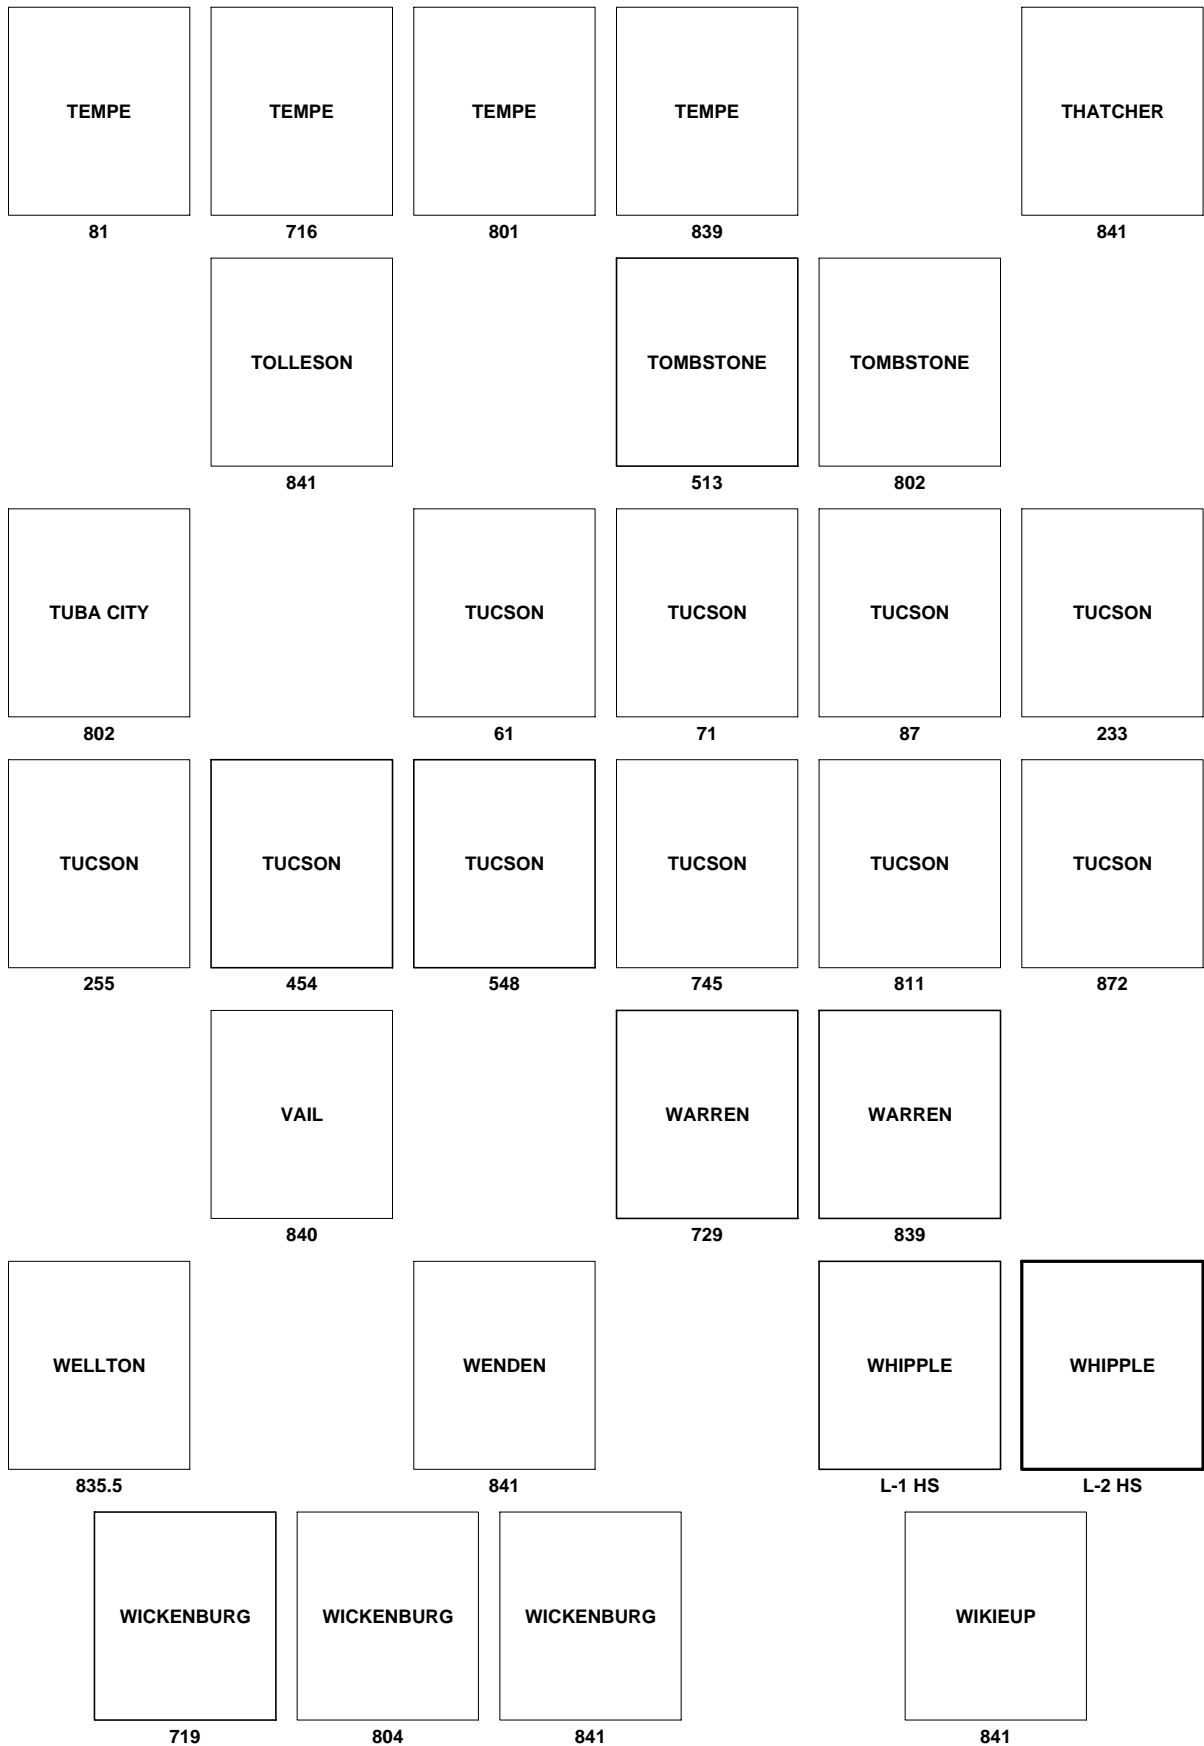 TEMPE TEMPE TEMPE TEMPE THATCHER
81 716 801 839 841
TOLLESON TOMBSTONE TOMBSTONE
841 513 802
TUBA CITY TUCSON TUCSON TUCSON TUCSON
802 61 71 87 233
TUCSON TUCSON TUCSON TUCSON TUCSON TUCSON
255 454 548 745 811 872
VAIL WARREN WARREN
840 729 839
WELLTON WENDEN WHIPPLE WHIPPLE
835.5 841 L-1 HS L-2 HS
WICKENBURG WICKENBURG WICKENBURG WIKIEUP
719 804 841 841